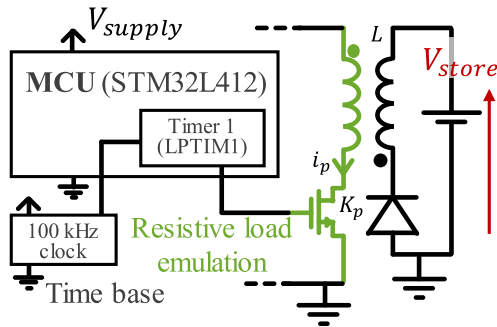 V_supply
MCU (STM32L412)
Timer 1
(LPTIM1)
100 kHz
clock
Time base
Resistive load
emulation
i_p
K_p
L
V_store